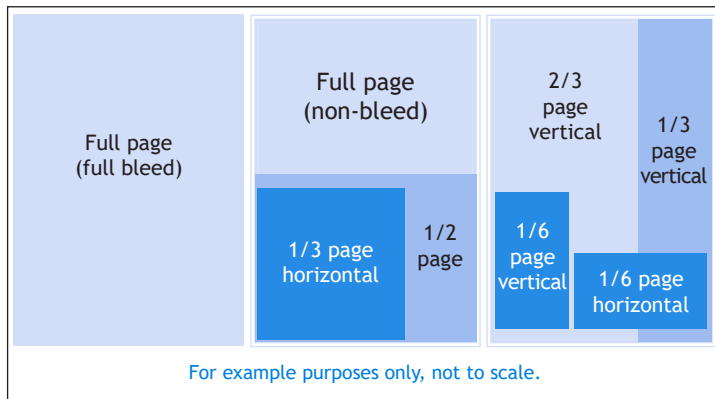 Full page
(full bleed)
Full page
(non-bleed)
1/3 page
horizontal
1/2
page
2/3
page
vertical
1/3
page
vertical
1/6
page
vertical
1/6 page
horizontal
For example purposes only, not to scale.